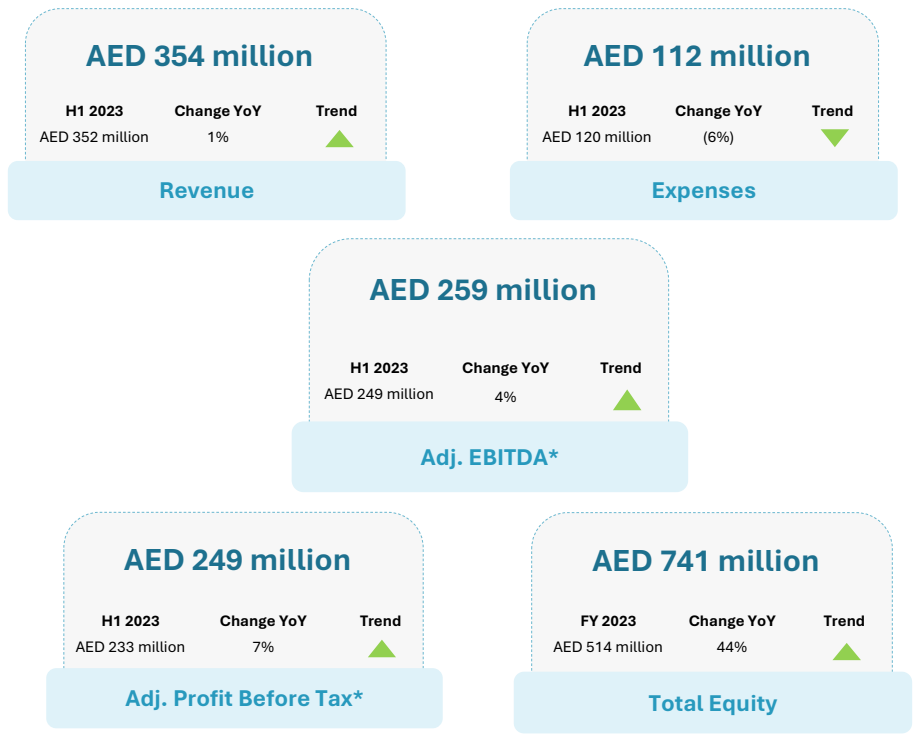 AED 354 million
H1 2023 Change YoY Trend
AED 352 million 1%
Revenue
AED 112 million
H1 2023 Change YoY Trend
AED 120 million (6%)
Expenses
AED 259 million
H1 2023 Change YoY Trend
AED 249 million 4%
Adj. EBITDA*
AED 249 million
H1 2023 Change YoY Trend
AED 233 million 7%
Adj. Profit Before Tax*
AED 741 million
FY 2023 Change YoY Trend
AED 514 million 44%
Total Equity